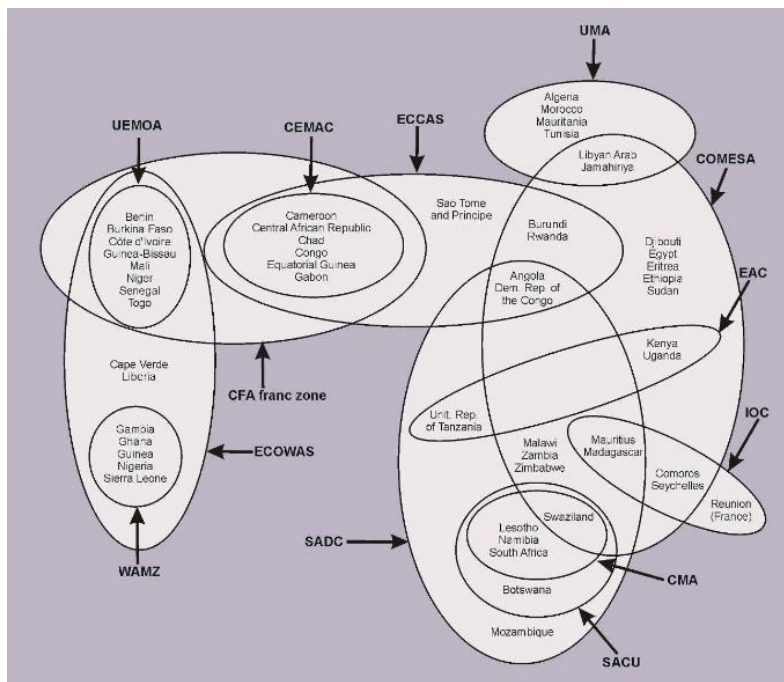 UMA
Algeria
Morocco
Mauritania
Tunisia
UEMOA
CEMAC
ECCAS
Libyan Arab
Jamahiriya
COMESA
Benin
Burkina Faso
Côte d'Ivoire
Guinea-Bissau
Mali
Niger
Senegal
Togo
Cameroon
Central African Republic
Chad
Congo
Equatorial Guinea
Gabon
Sao Tome
and Principe
Burundi
Rwanda
Djibouti
Egypt
Eritrea
Ethiopia
Sudan
Angola
Dem. Rep. of
the Congo
EAC
Kenya
Uganda
Cape Verde
Liboria
CFA franc zone
Unit. Rep.
of Tanzania
IOC
Gambia
Ghana
Guinea
Nigeria
Sierra Leone
ECOWAS
Malawi
Zambia
Zimbabwe
Mauritius
Madagascar
Comoros
Seychelles
Reunion
(France)
SADC
Swaziland
Lesotho
Namibia
South Africa
WAMZ
CMA
Botswana
Mozambique
SACU